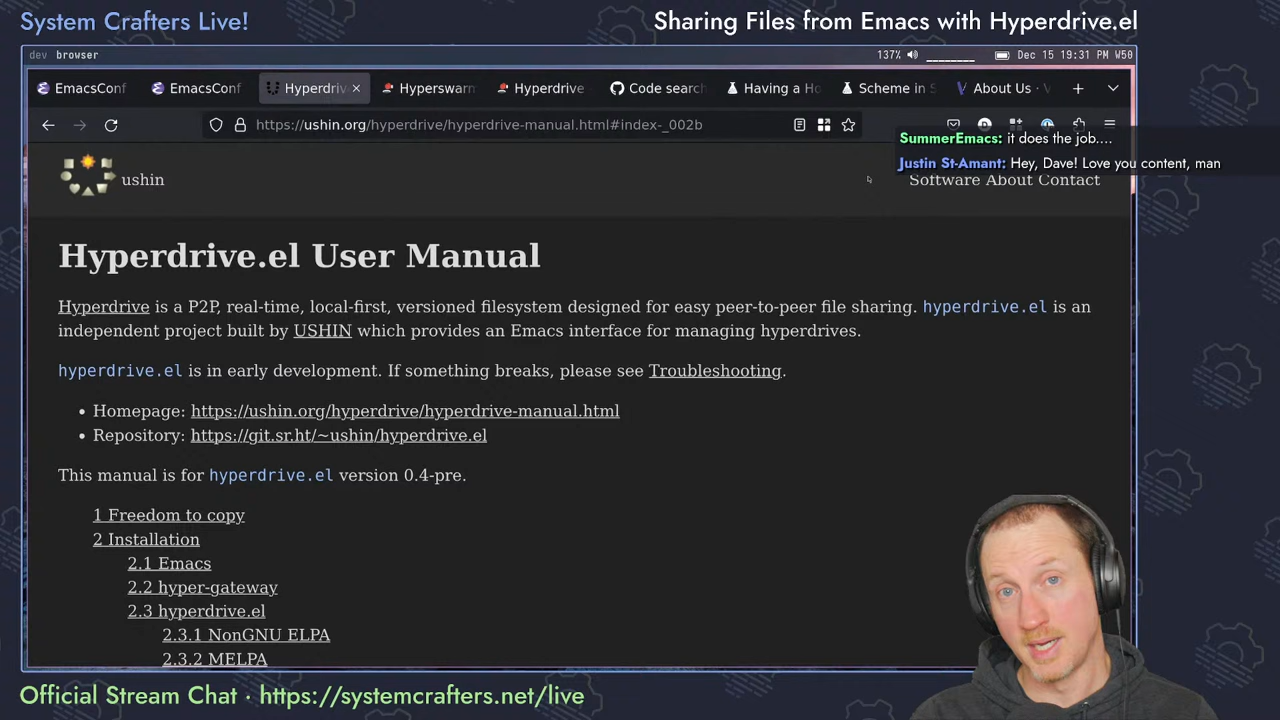 System Crafters Live!
Sharing Files from Emacs with Hyperdrive.el
dev browser
137% Dec 15 19:31 PM W50
EmacsConf
EmacsConf
Hyperdriv
Hyperswarm
Hyperdrive
Code search
Having a Ho
Scheme in S
About Us · V
https://ushin.org/hyperdrive/hyperdrive-manual.html#index-_002b
SummerEmacs: it does the job....
Justin St-Amant: Hey, Dave! Love you content, man
ushin
Software About Contact
Hyperdrive.el User Manual
Hyperdrive is a P2P, real-time, local-first, versioned filesystem designed for easy peer-to-peer file sharing. hyperdrive.el is an
independent project built by USHIN which provides an Emacs interface for managing hyperdrives.
hyperdrive.el is in early development. If something breaks, please see Troubleshooting.
• Homepage: https://ushin.org/hyperdrive/hyperdrive-manual.html
• Repository: https://git.sr.ht/~ushin/hyperdrive.el
This manual is for hyperdrive.el version 0.4-pre.
1 Freedom to copy
2 Installation
2.1 Emacs
2.2 hyper-gateway
2.3 hyperdrive.el
2.3.1 NonGNU ELPA
2.3.2 MELPA
Official Stream Chat · https://systemcrafters.net/live